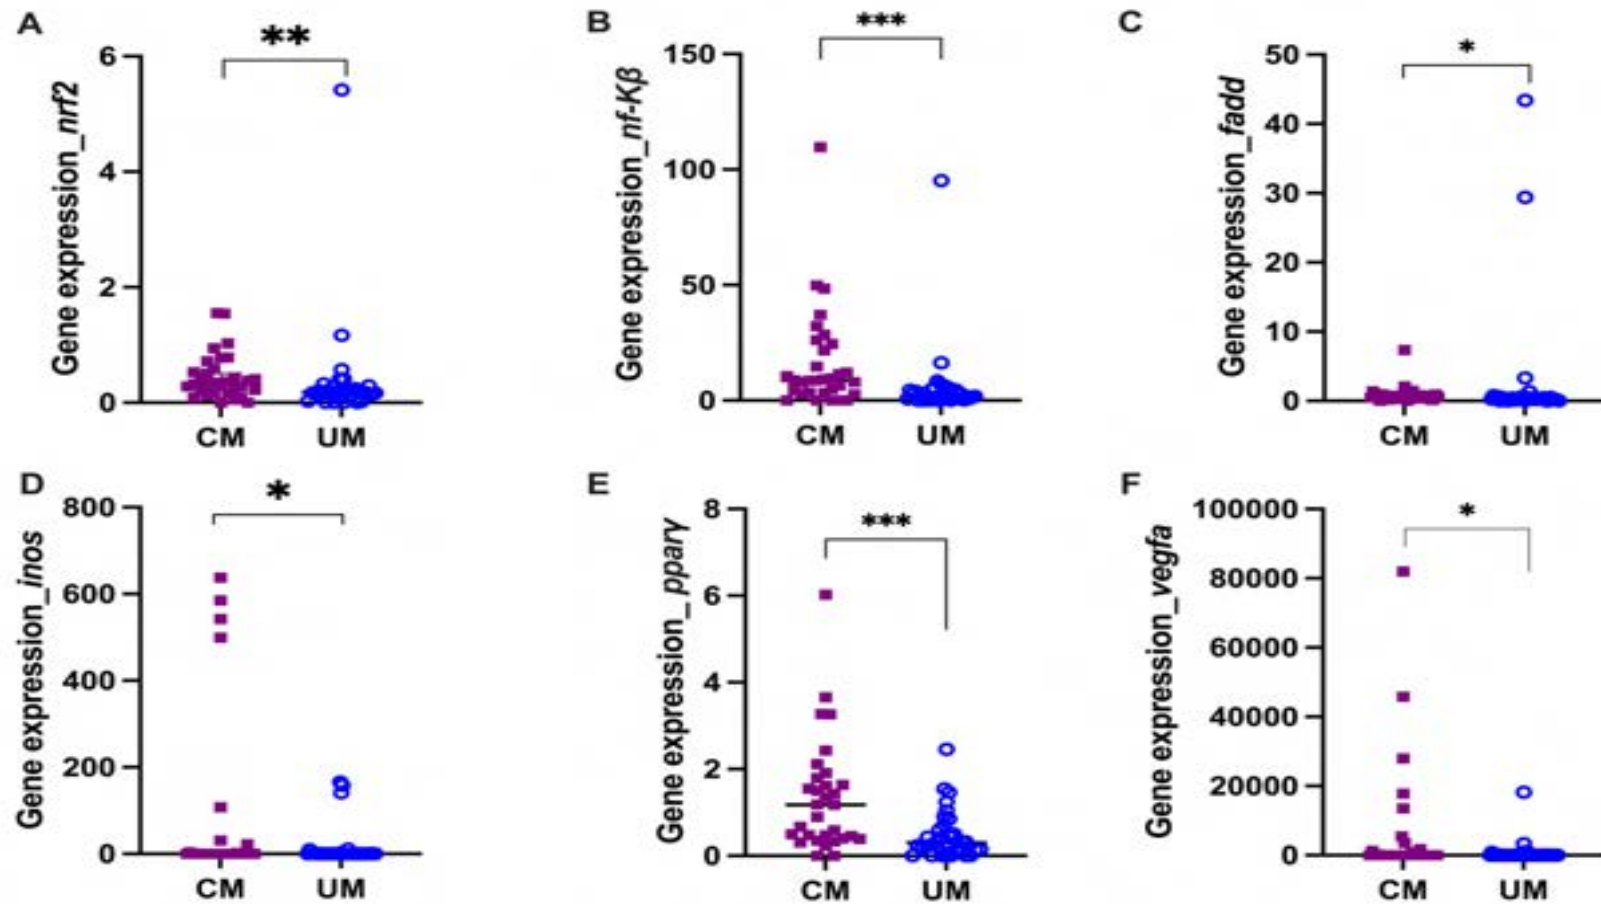 A
**
Gene expression_nrf2
6
4
2
0
CM UM
B
***
Gene expression_nf-Kβ
150
100
50
0
CM UM
C
*
Gene expression_fadd
50
40
30
20
10
0
CM UM
D
*
Gene expression_inos
800
600
400
200
0
CM UM
E
***
Gene expression_pparγ
8
6
4
2
0
CM UM
F
*
Gene expression_vegfa
100000
80000
60000
40000
20000
0
CM UM